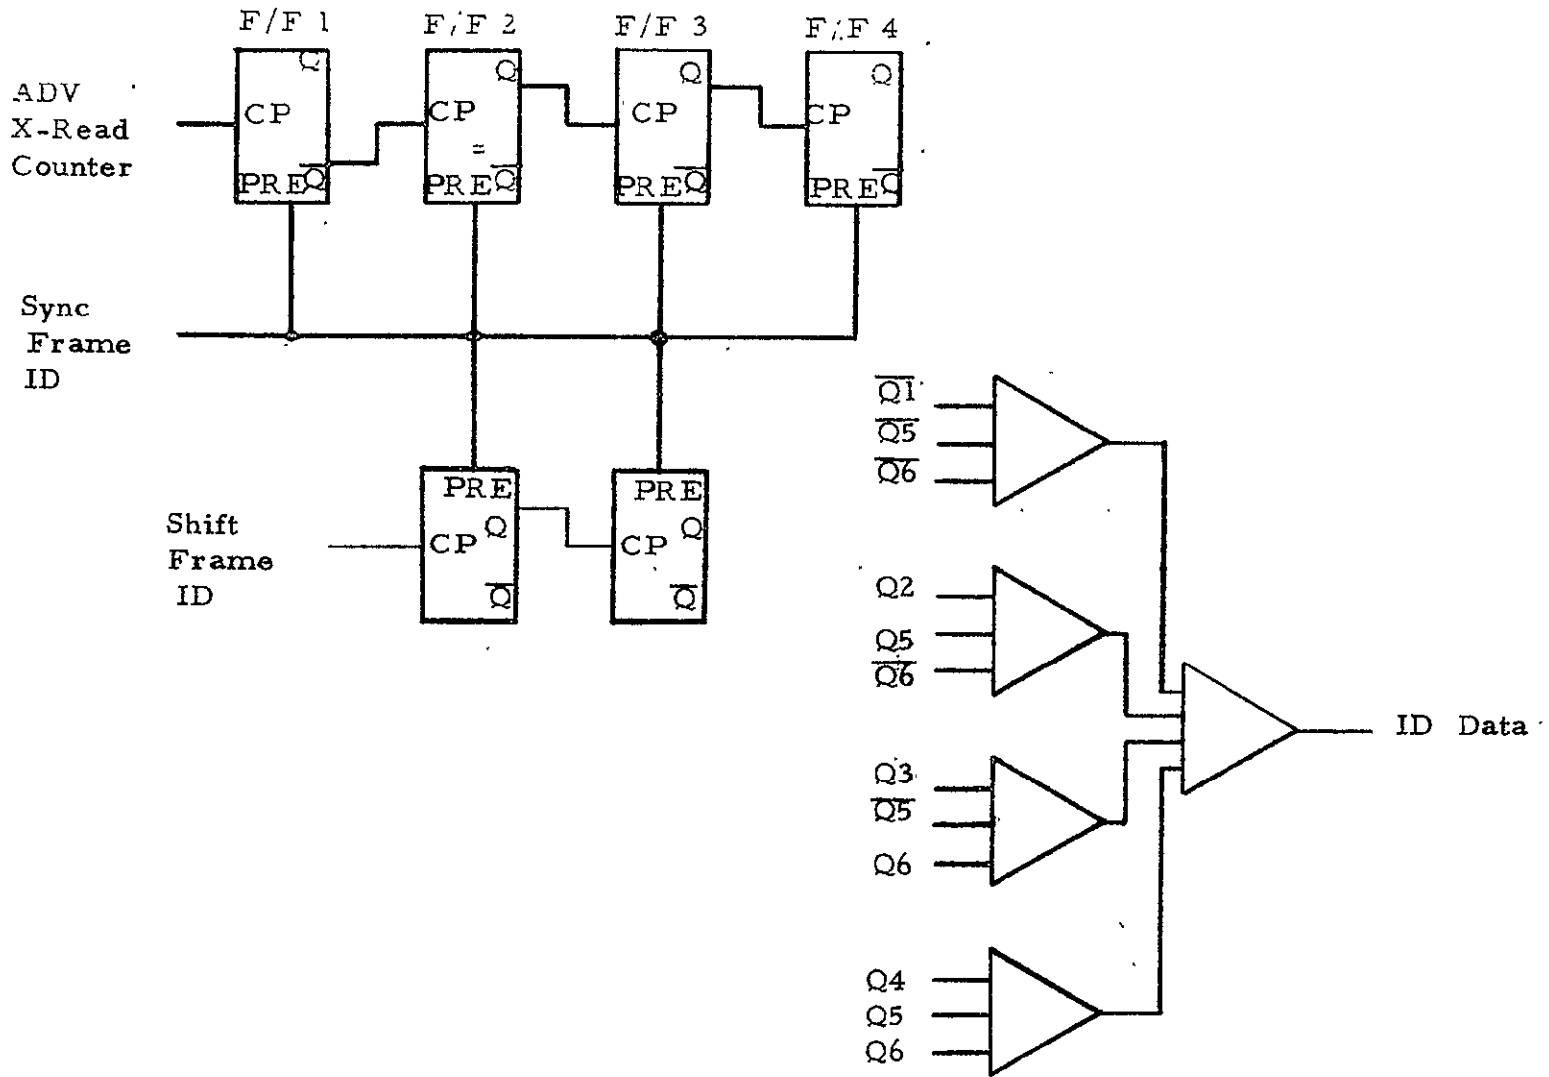 F/F 1
F/F 2
F/F 3
F/F 4
Q
Q
Q
Q
ADV
X-Read
Counter
CP
CP
CP
CP
PRE Q̅
PRE Q̅
PRE Q̅
PRE Q̅
Sync
Frame
ID
PRE
PRE
Shift
Frame
ID
CP
Q
CP
Q
Q̅
Q̅
Q̅1̅
Q̅5̅
Q̅6̅
Q2
Q5
Q̅6̅
Q3
Q̅5̅
Q6
Q4
Q5
Q6
ID Data